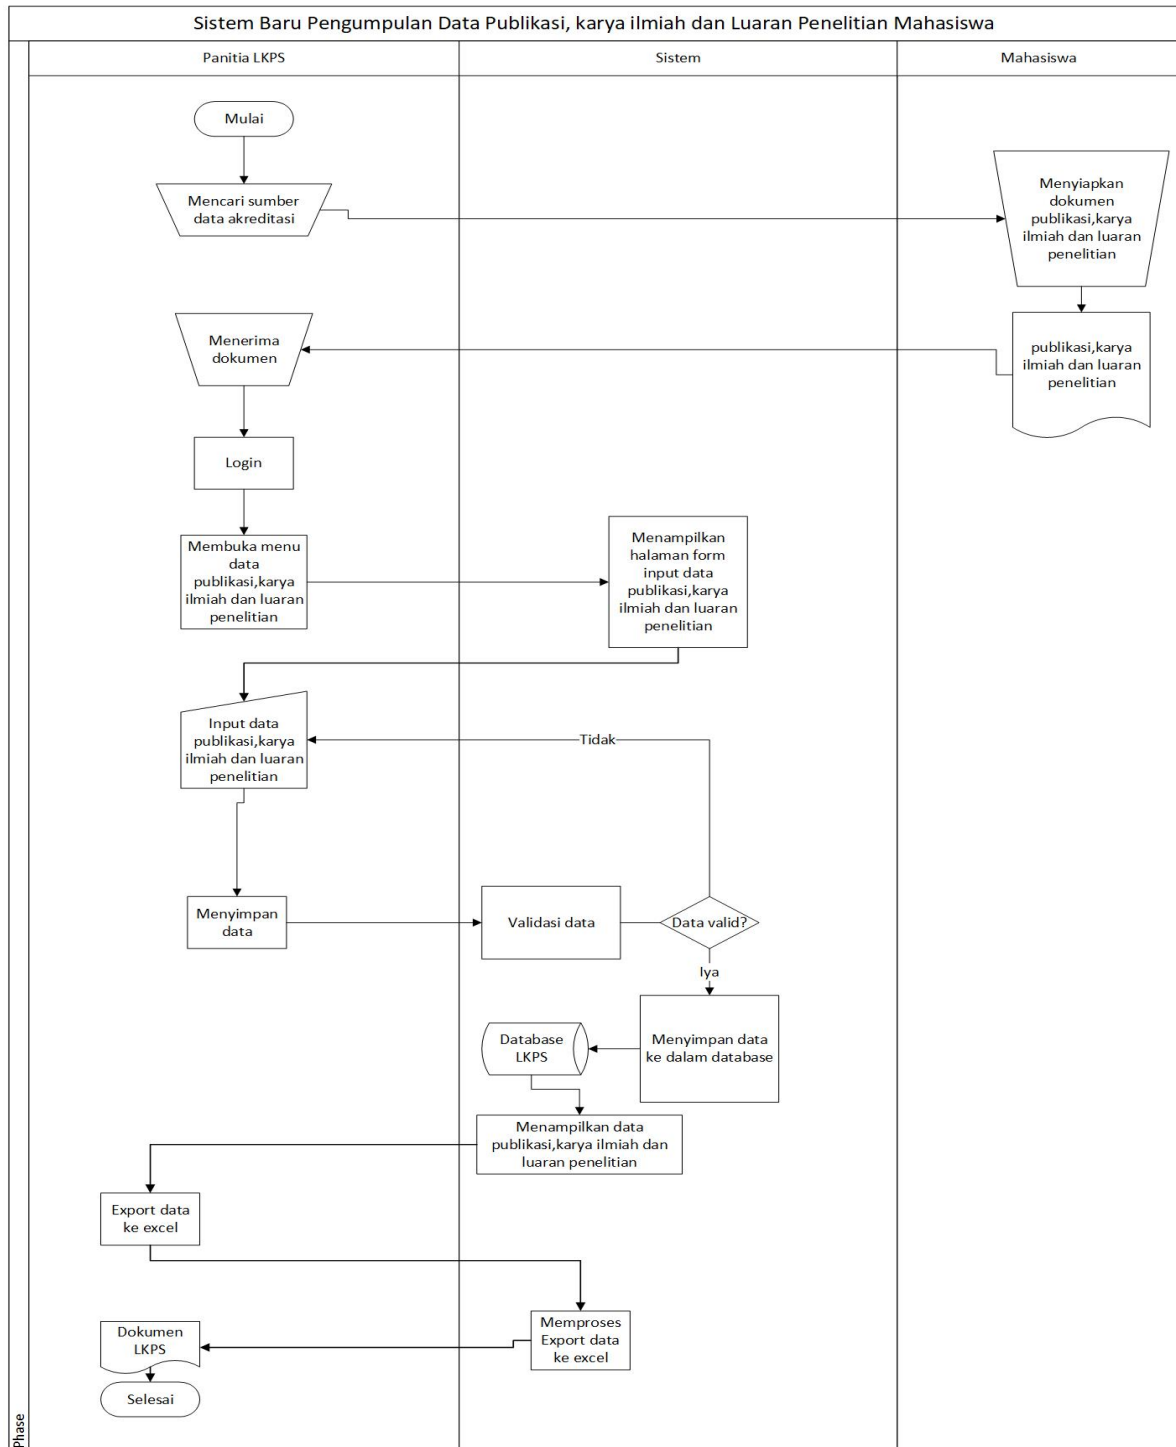 Sistem Baru Pengumpulan Data Publikasi, karya ilmiah dan Luaran Penelitian Mahasiswa
Panitia LKPS
Sistem
Mahasiswa
Mulai
Mencari sumber
data akreditasi
Menyiapkan
dokumen
publikasi,karya
ilmiah dan luaran
penelitian
publikasi,karya
ilmiah dan luaran
penelitian
Menerima
dokumen
Login
Membuka menu
data
publikasi,karya
ilmiah dan luaran
penelitian
Menampilkan
halaman form
input data
publikasi,karya
ilmiah dan luaran
penelitian
Input data
publikasi,karya
ilmiah dan luaran
penelitian
Tidak
Menyimpan
data
Validasi data
Data valid?
Iya
Menyimpan data
ke dalam database
Database
LKPS
Menampilkan data
publikasi,karya ilmiah dan
luaran penelitian
Export data
ke excel
Memproses
Export data
ke excel
Dokumen
LKPS
Selesai
Phase